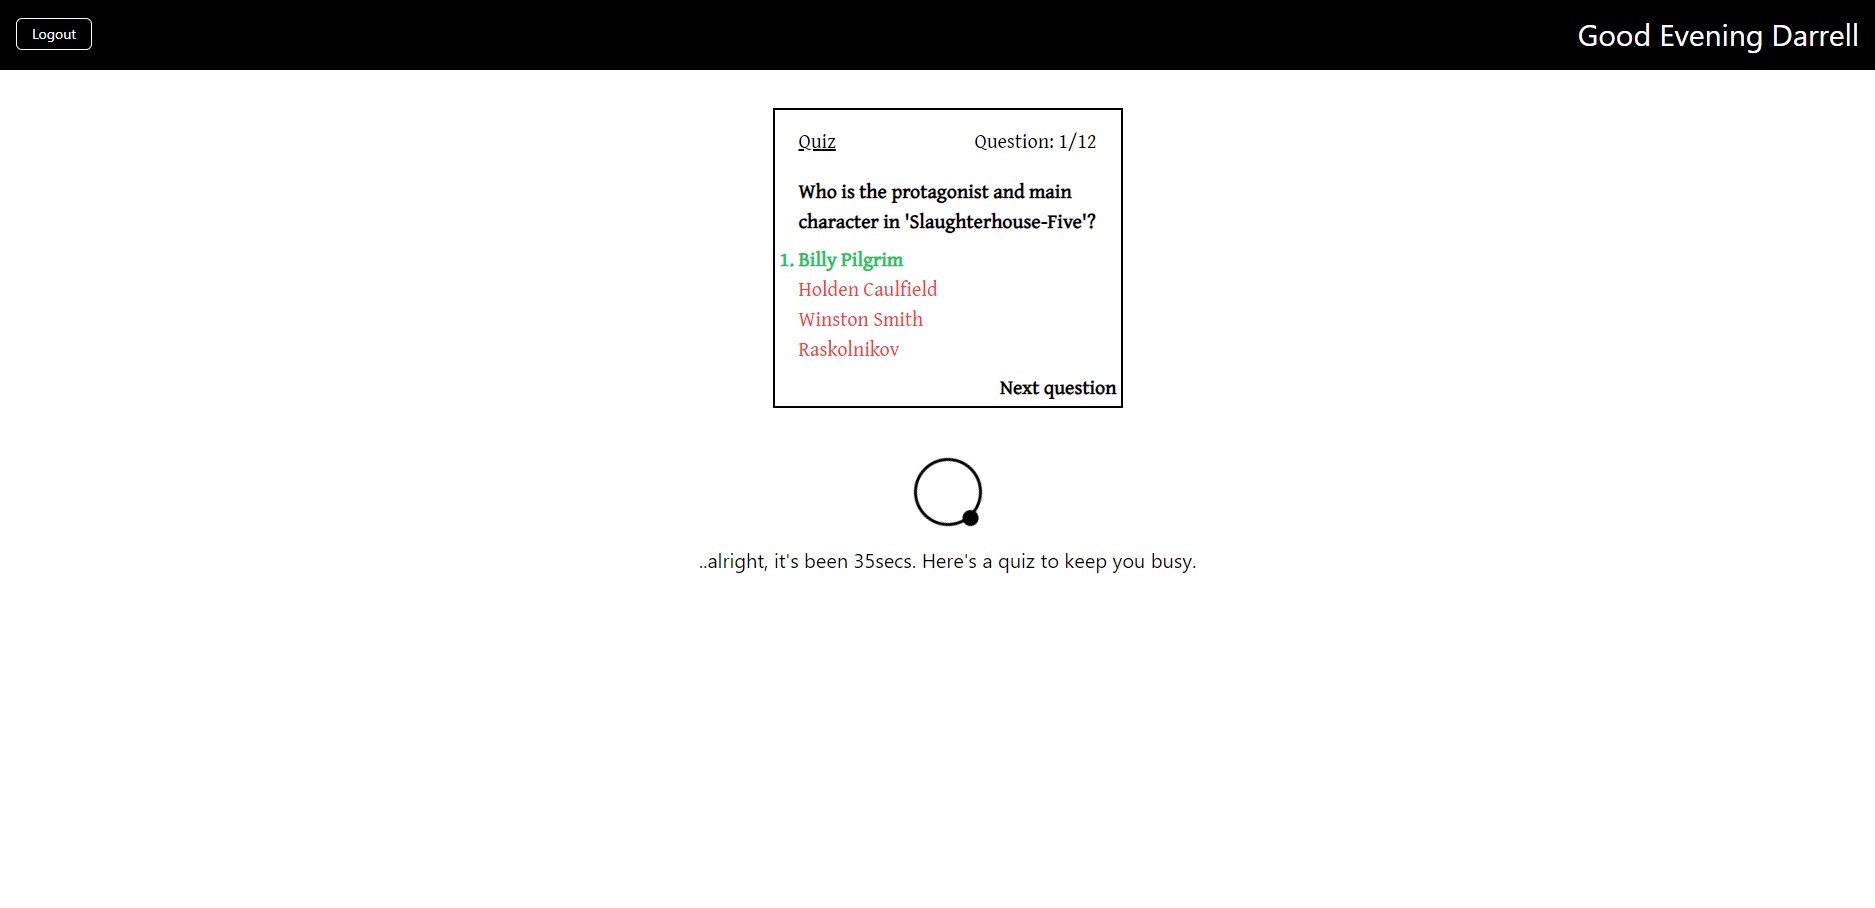 Logout
Good Evening Darrell
Quiz
Question: 1/12
Who is the protagonist and main
character in 'Slaughterhouse-Five'?
1. Billy Pilgrim
Holden Caulfield
Winston Smith
Raskolnikov
Next question
..alright, it's been 35secs. Here's a quiz to keep you busy.